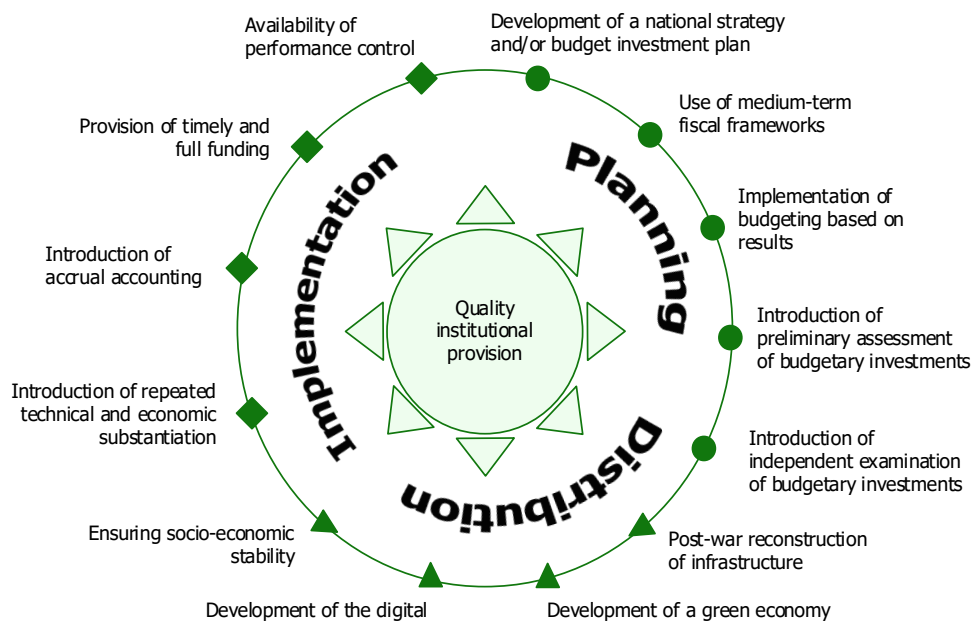 Availability of
performance control
Development of a national strategy
and/or budget investment plan
Provision of timely and
full funding
Use of medium-term
fiscal frameworks
Implementation
Planning
Implementation of
budgeting based on
results
Introduction of
accrual accounting
Quality
institutional
provision
Introduction of
preliminary assessment
of budgetary investments
Introduction of repeated
technical and economic
substantiation
Distribution
Introduction of
independent examination
of budgetary investments
Ensuring socio-economic
stability
Post-war reconstruction
of infrastructure
Development of the digital
Development of a green economy